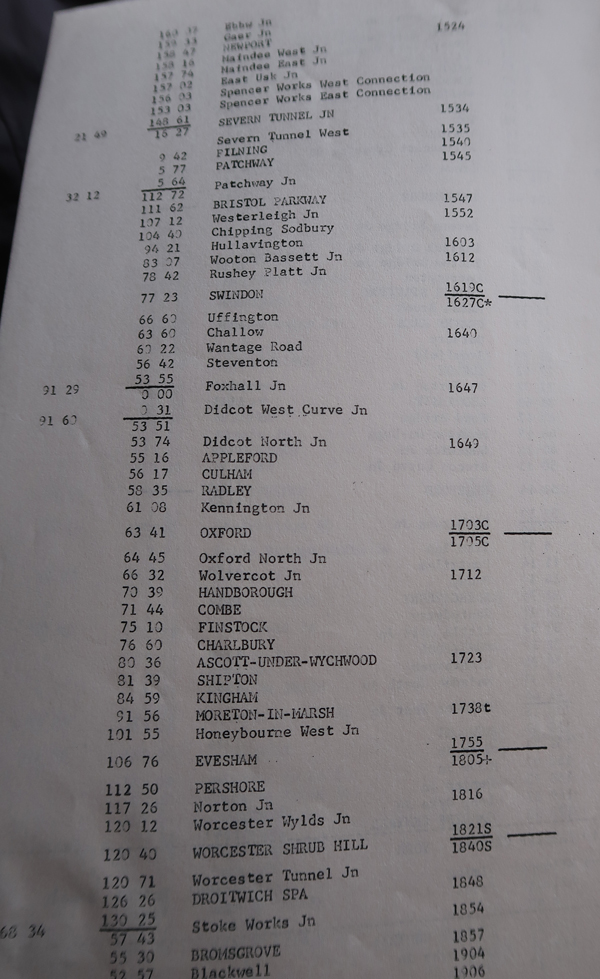 Ebbw Jn 1524
Gaer Jn
NEWPORT
Maindee West Jn
Maindee East Jn
East Usk Jn
157 02 Spencer Works West Connection
Spencer Works East Connection
153 03
148 61 SEVERN TUNNEL JN 1534
21 49 16 27
Severn Tunnel West 1535
9 42 PILNING 1540
5 77 PATCHWAY 1545
5 64 Patchway Jn
32 12 112 72
111 62 BRISTOL PARKWAY 1547
107 12 Westerleigh Jn 1552
104 40 Chipping Sodbury
94 21 Hullavington 1603
83 07 Wooton Bassett Jn 1612
78 42 Rushey Platt Jn
77 23 SWINDON 1619C
1627C*
66 60 Uffington
63 60 Challow 1640
60 22 Wantage Road
56 42 Steventon
53 55
91 29 0 00 Foxhall Jn 1647
0 31 Didcot West Curve Jn
91 60 53 51
53 74 Didcot North Jn 1649
55 16 APPLEFORD
56 17 CULHAM
58 35 RADLEY
61 08 Kennington Jn
63 41 OXFORD 1703C
1705C
64 45 Oxford North Jn
66 32 Wolvercot Jn 1712
70 39 HANDBOROUGH
71 44 COMBE
75 10 FINSTOCK
76 60 CHARLBURY
80 36 ASCOTT-UNDER-WYCHWOOD 1723
81 39 SHIPTON
84 59 KINGHAM
91 56 MORETON-IN-MARSH 1738t
101 55 Honeybourne West Jn
106 76 EVESHAM 1755
1805+
112 50 PERSHORE 1816
117 26 Norton Jn
120 12 Worcester Wylds Jn
120 40 WORCESTER SHRUB HILL 1821S
1840S
120 71 Worcester Tunnel Jn
126 26 DROITWICH SPA 1848
130 25 Stoke Works Jn 1854
68 34 57 43
55 30 BROMSGROVE 1857
1904
52 57 Blackwell 1906